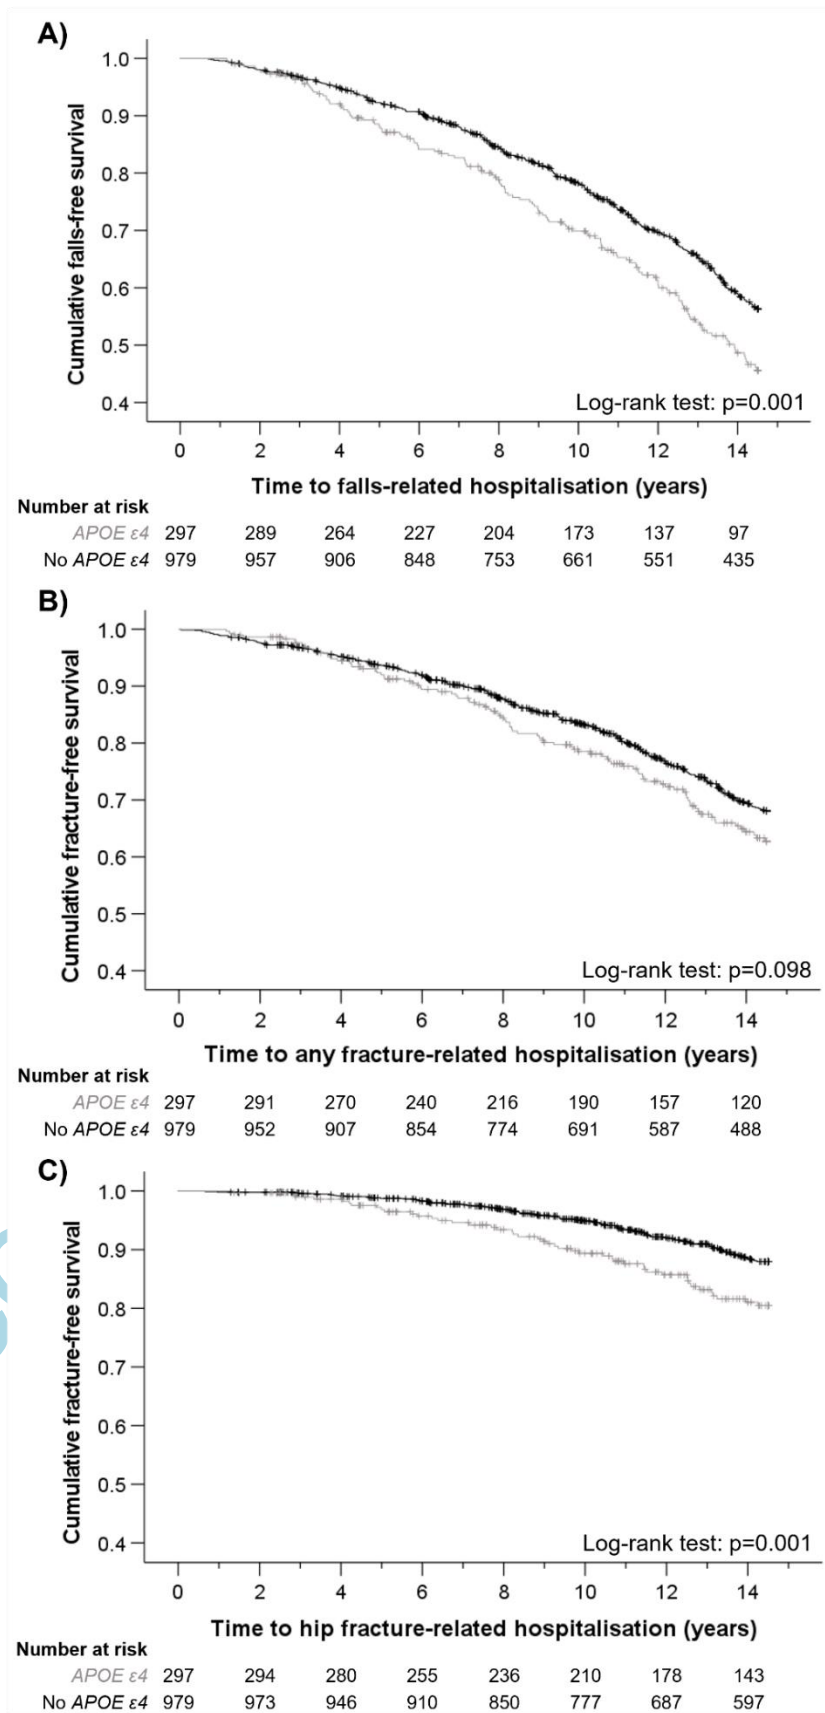 A)
1.0
0.9
0.8
0.7
0.6
0.5
0.4
Cumulative falls-free survival
Log-rank test: p=0.001
0 2 4 6 8 10 12 14
Time to falls-related hospitalisation (years)
Number at risk
APOE ε4 297 289 264 227 204 173 137 97
No APOE ε4 979 957 906 848 753 661 551 435
B)
1.0
0.9
0.8
0.7
0.6
0.5
0.4
Cumulative fracture-free survival
Log-rank test: p=0.098
0 2 4 6 8 10 12 14
Time to any fracture-related hospitalisation (years)
Number at risk
APOE ε4 297 291 270 240 216 190 157 120
No APOE ε4 979 952 907 854 774 691 587 488
C)
1.0
0.9
0.8
0.7
0.6
0.5
0.4
Cumulative fracture-free survival
Log-rank test: p=0.001
0 2 4 6 8 10 12 14
Time to hip fracture-related hospitalisation (years)
Number at risk
APOE ε4 297 294 280 255 236 210 178 143
No APOE ε4 979 973 946 910 850 777 687 597